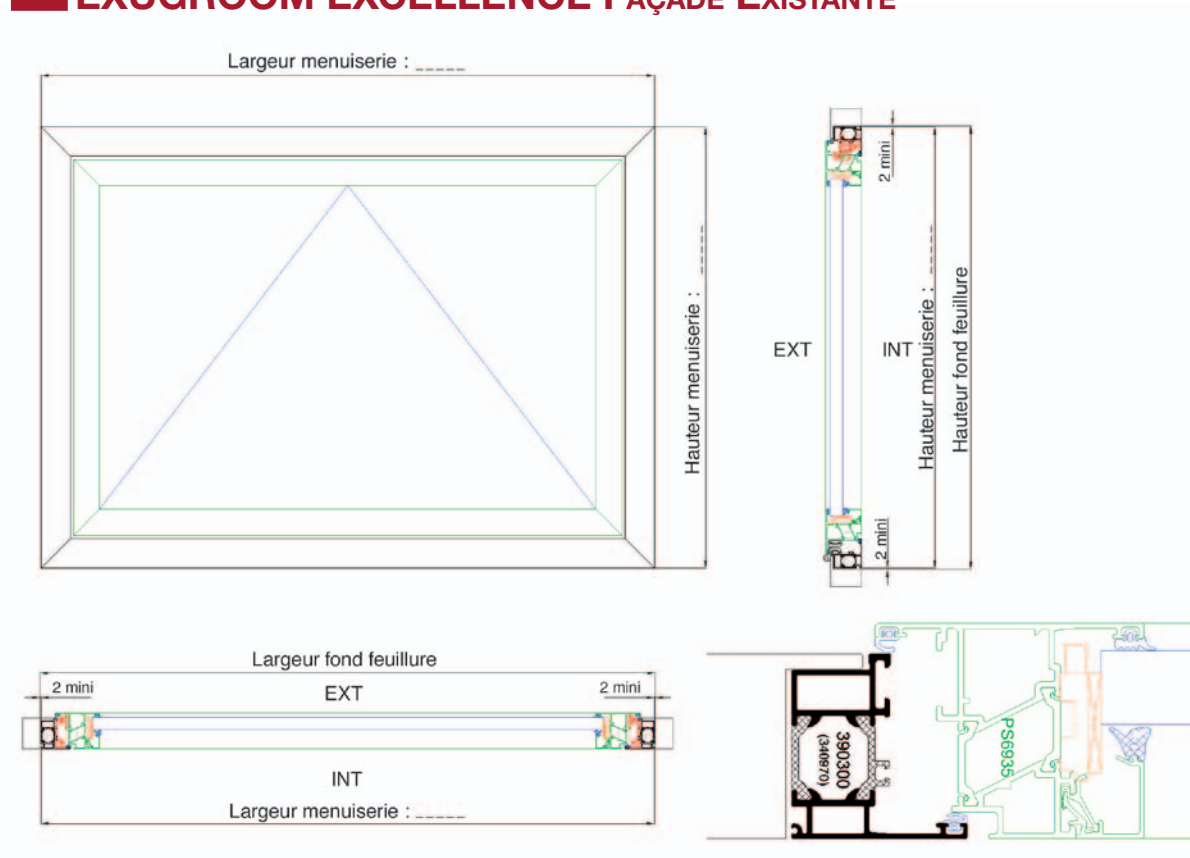 EXUGROOM EXCELLENCE FAÇADE EXISTANTE
Largeur menuiserie : _____
Hauteur menuiserie : _____
2 mini
EXT
INT
Hauteur menuiserie : _____
Hauteur fond feuillure
2 mini
Largeur fond feuillure
2 mini
EXT
2 mini
INT
Largeur menuiserie : _____
390300
(340970)
PS6935